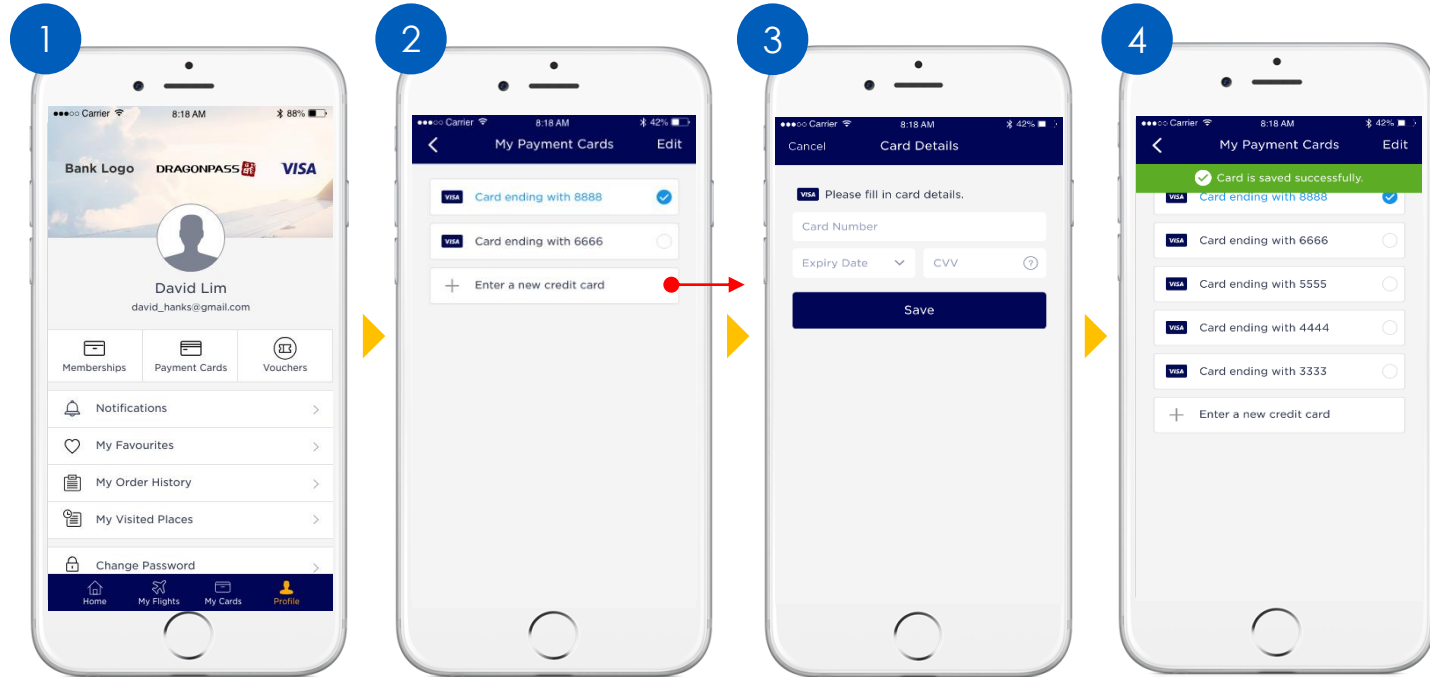 1
Carrier 8:18 AM 88%
Bank Logo DRAGONPASS VISA
David Lim
david_hanks@gmail.com
Memberships Payment Cards Vouchers
Notifications
My Favourites
My Order History
My Visited Places
Change Password
Home My Flights My Cards Profile
2
Carrier 8:18 AM 42%
My Payment Cards Edit
VISA Card ending with 8888
VISA Card ending with 6666
Enter a new credit card
3
Carrier 8:18 AM 42%
Cancel Card Details
VISA Please fill in card details.
Card Number
Expiry Date CVV ?
Save
4
Carrier 8:18 AM 42%
My Payment Cards Edit
Card is saved successfully.
VISA Card ending with 8888
VISA Card ending with 6666
VISA Card ending with 5555
VISA Card ending with 4444
VISA Card ending with 3333
Enter a new credit card